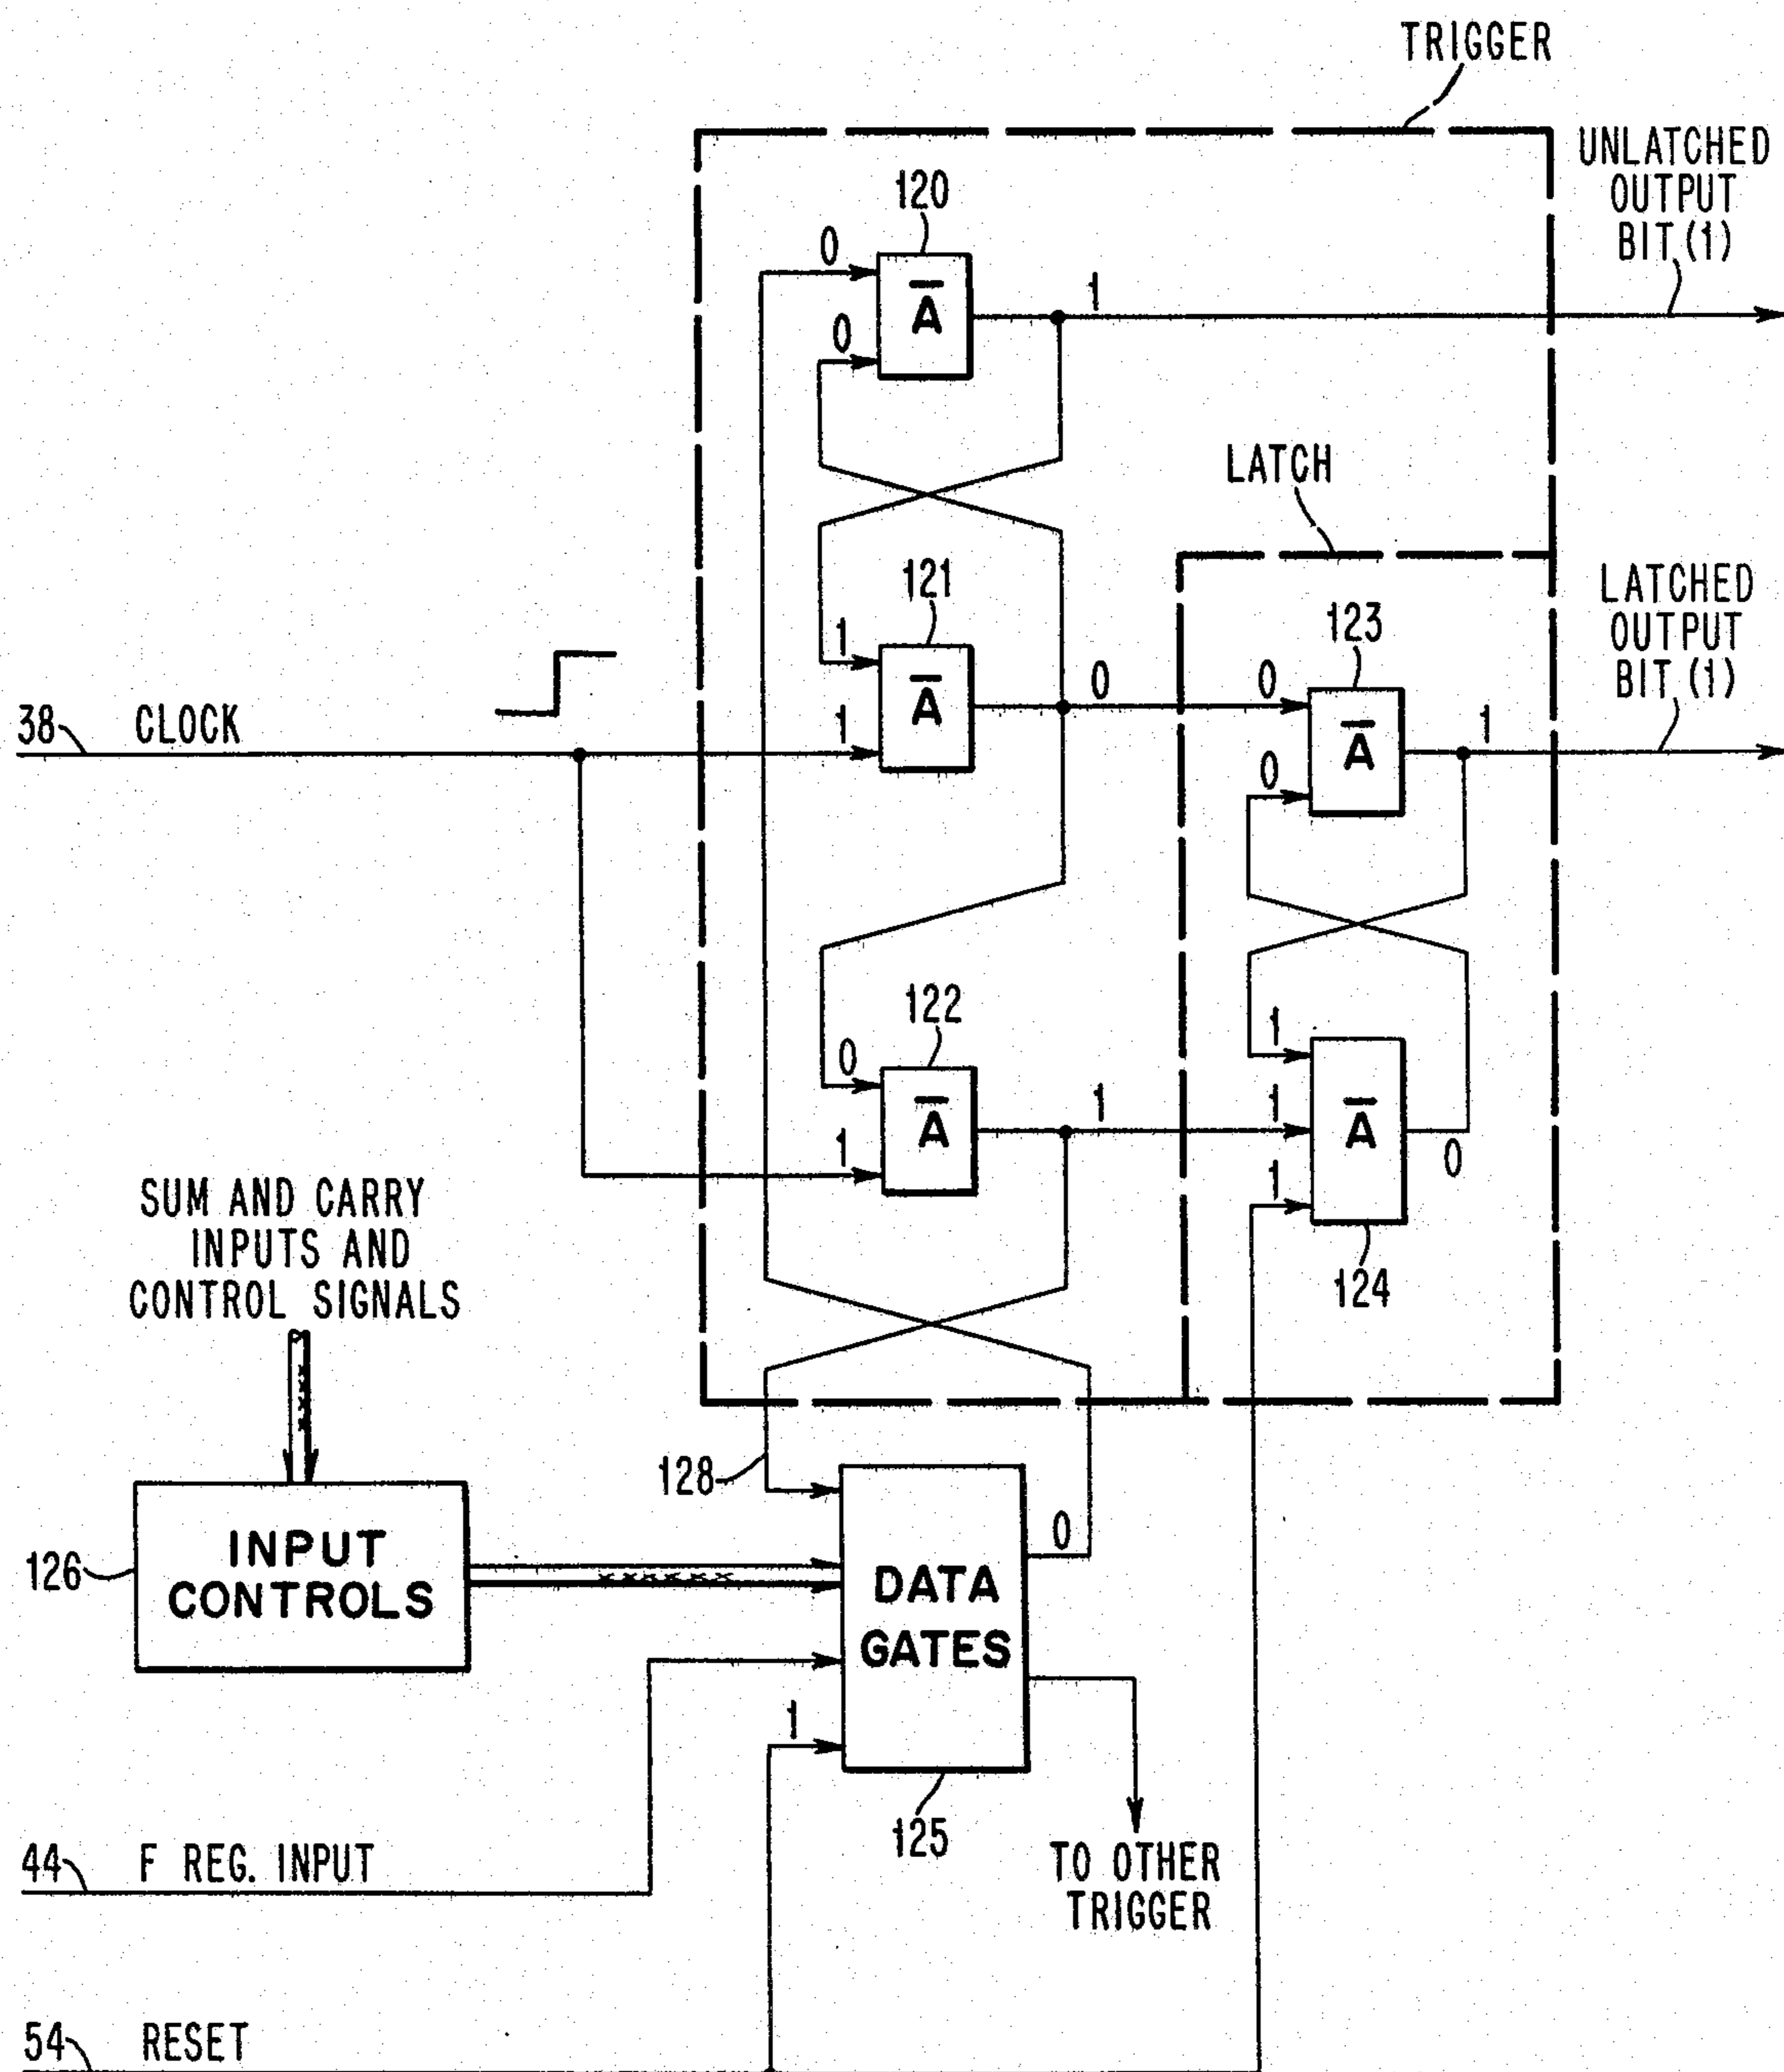 TRIGGER
UNLATCHED
OUTPUT
BIT (1)
120
0
Ā
1
0
LATCH
LATCHED
OUTPUT
BIT (1)
121
123
1
Ā
0
0
Ā
1
38 CLOCK
1
0
122
0
Ā
1
1
1
1
Ā
0
1
124
SUM AND CARRY
INPUTS AND
CONTROL SIGNALS
128
126
INPUT
CONTROLS
xxxxxx
0
DATA
GATES
1
125
TO OTHER
TRIGGER
44 F REG. INPUT
54 RESET